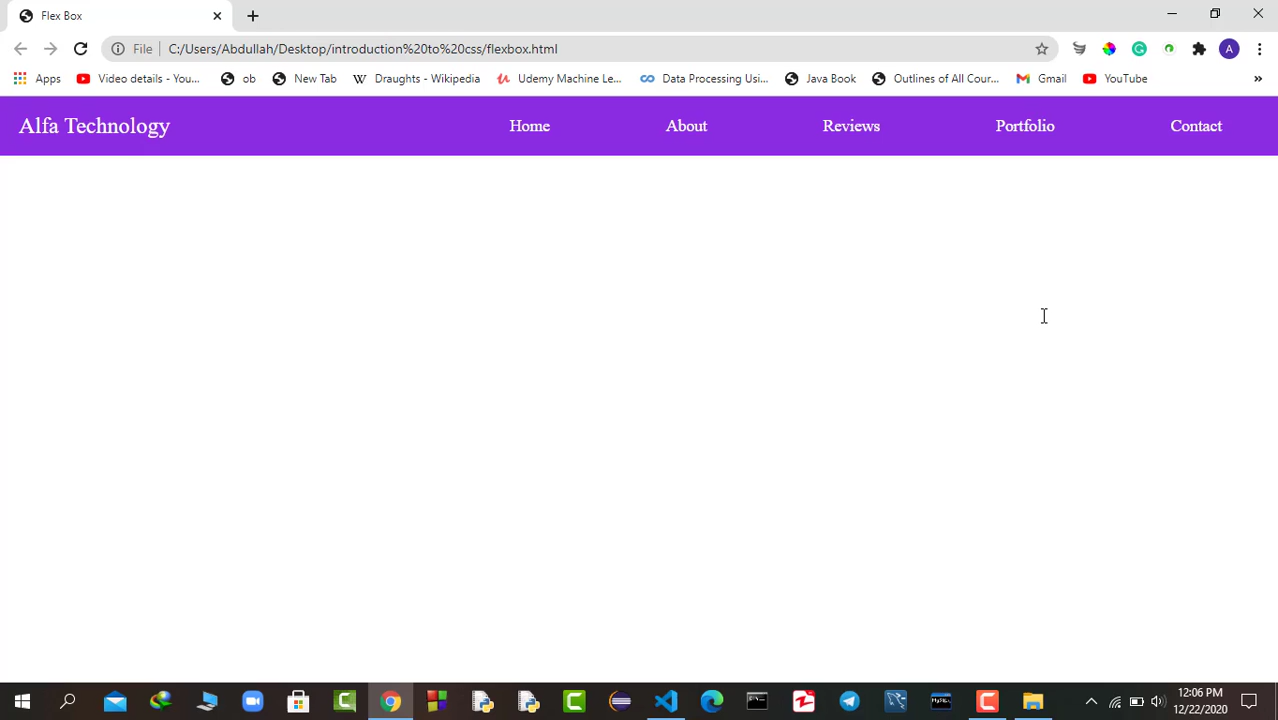 Flex Box
File C:/Users/Abdullah/Desktop/introduction%20to%20css/flexbox.html A
Apps Video details - You... ob New Tab W Draughts - Wikipedia Udemy Machine Le... Data Processing Usi... Java Book Outlines of All Cour... Gmail YouTube »
Alfa Technology Home About Reviews Portfolio Contact
12:06 PM
12/22/2020